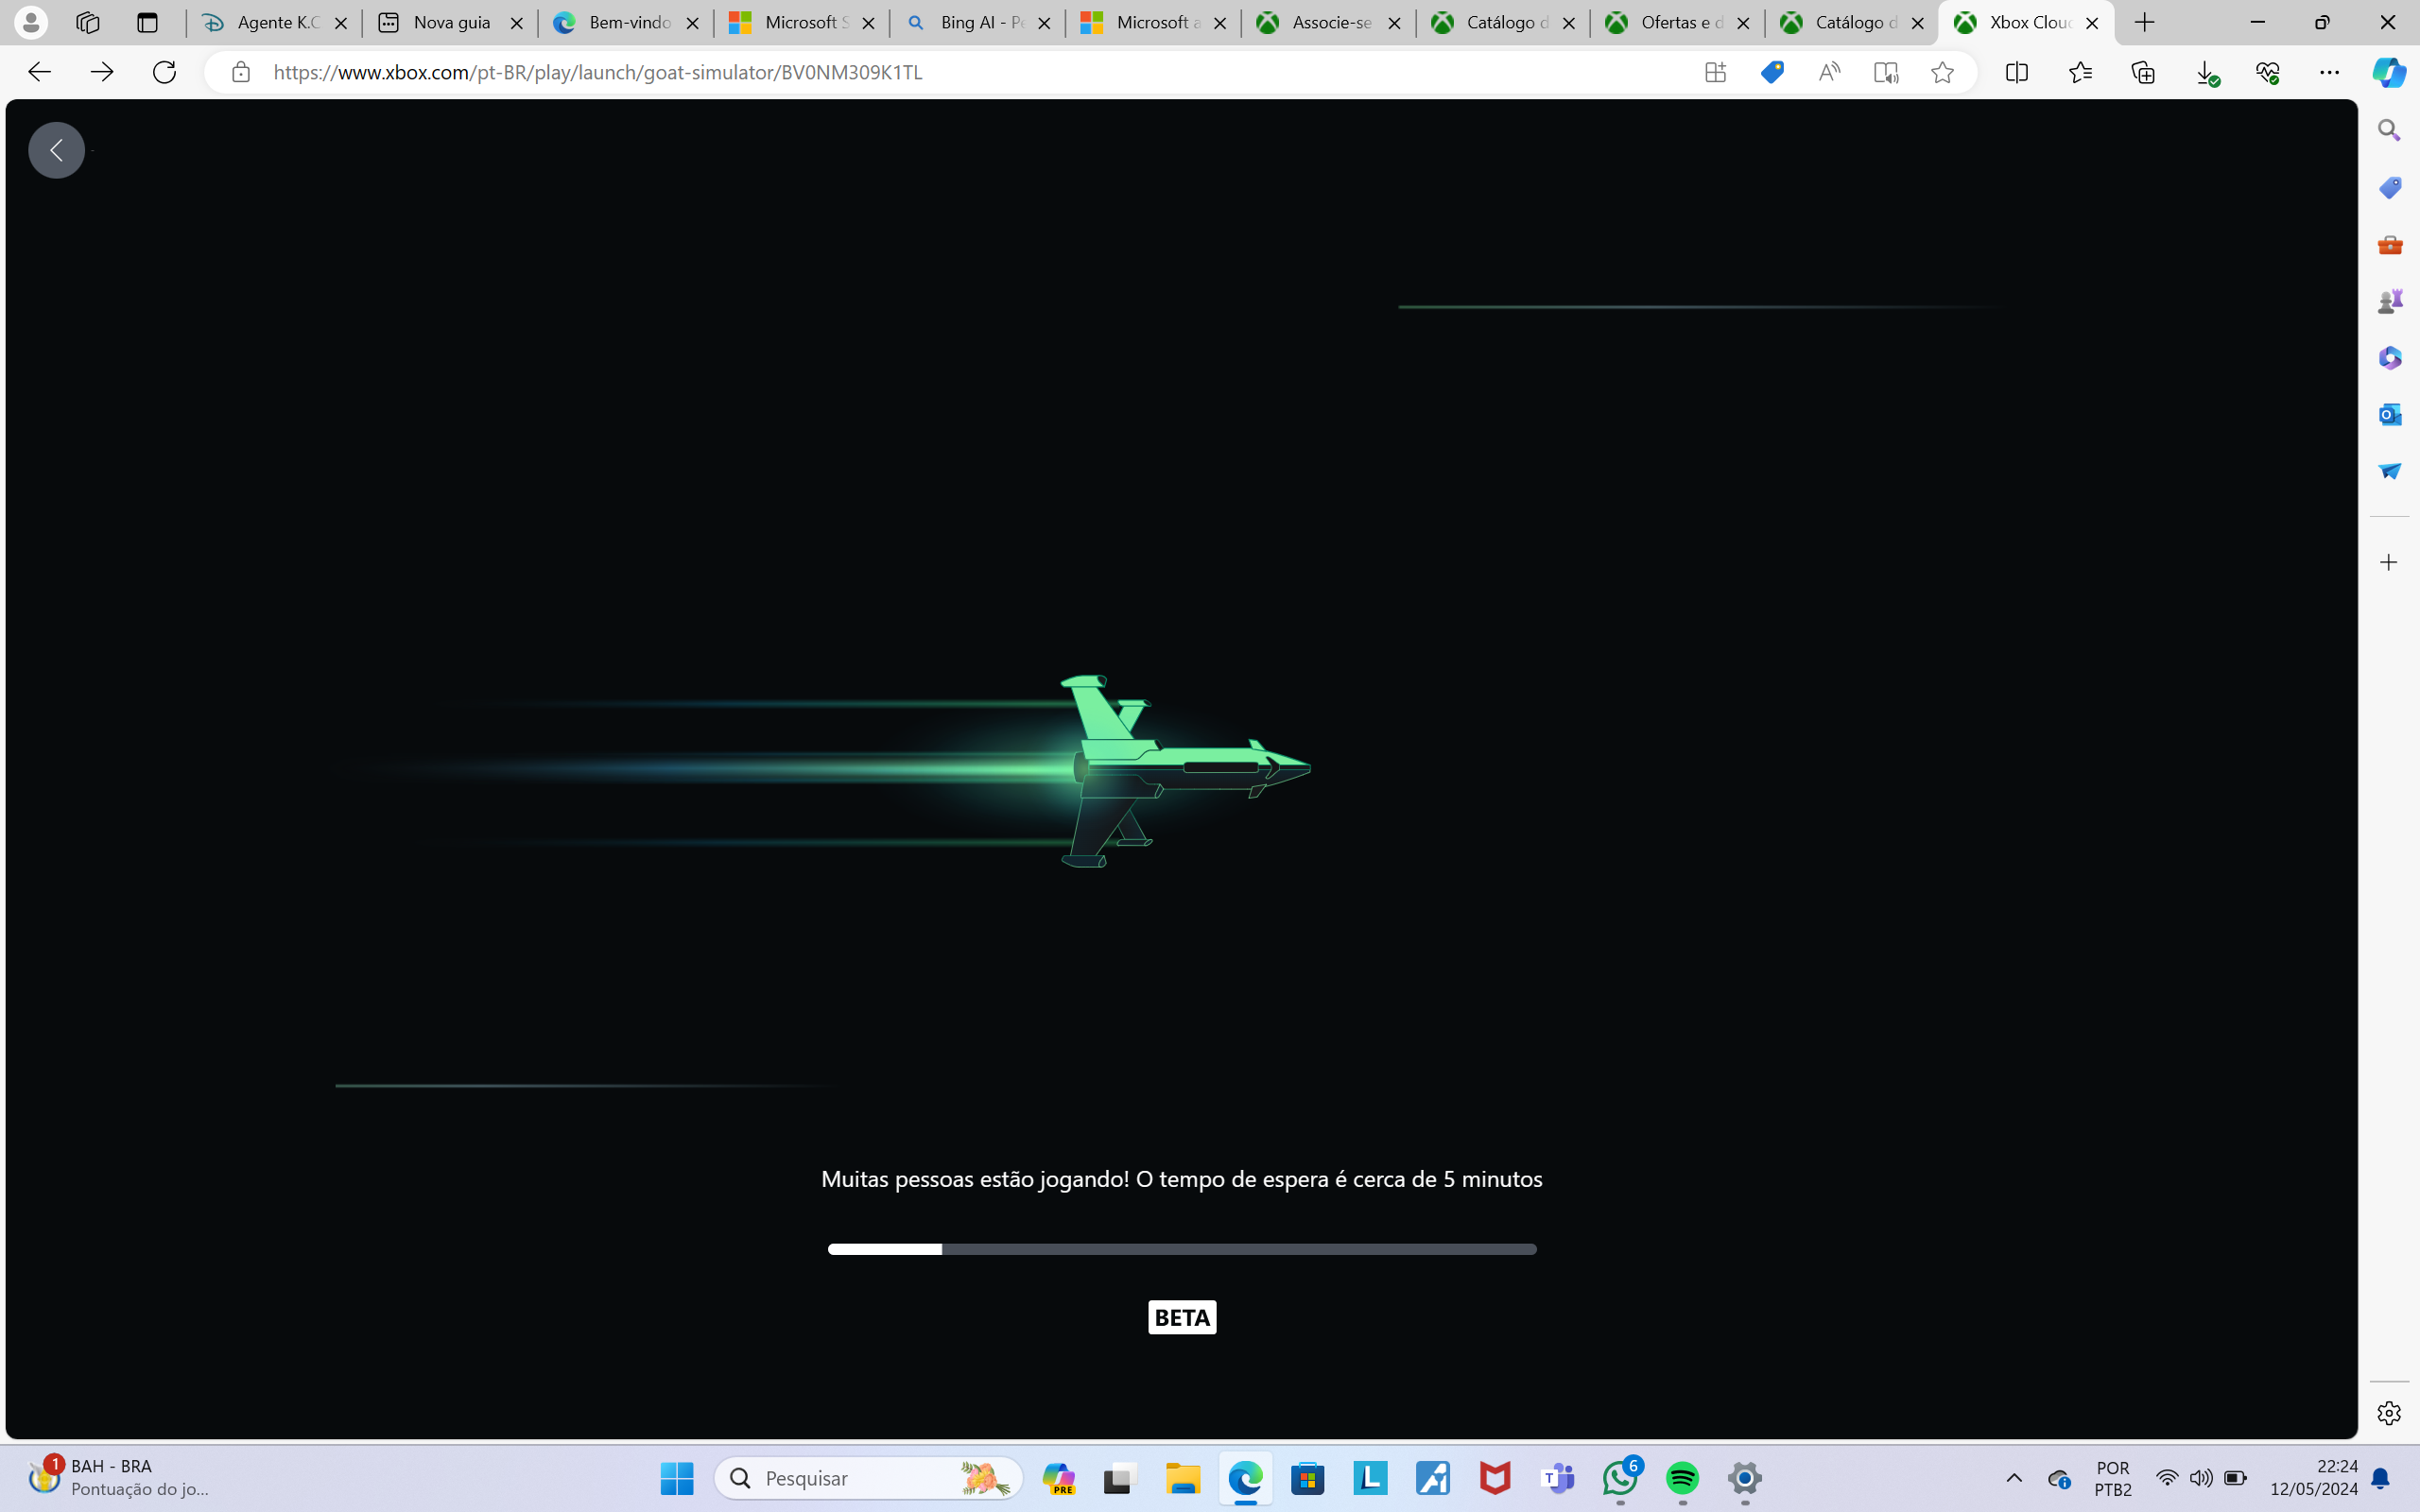 Agente K.C
Nova guia
Bem-vindo
Microsoft S
Bing AI - Pe
Microsoft a
Associe-se
Catálogo d
Ofertas e d
Catálogo d
Xbox Clou
https://www.xbox.com/pt-BR/play/launch/goat-simulator/BV0NM309K1TL
Muitas pessoas estão jogando! O tempo de espera é cerca de 5 minutos
BETA
1
BAH - BRA
Pontuação do jo...
Pesquisar
PRE
6
POR
PTB2
22:24
12/05/2024